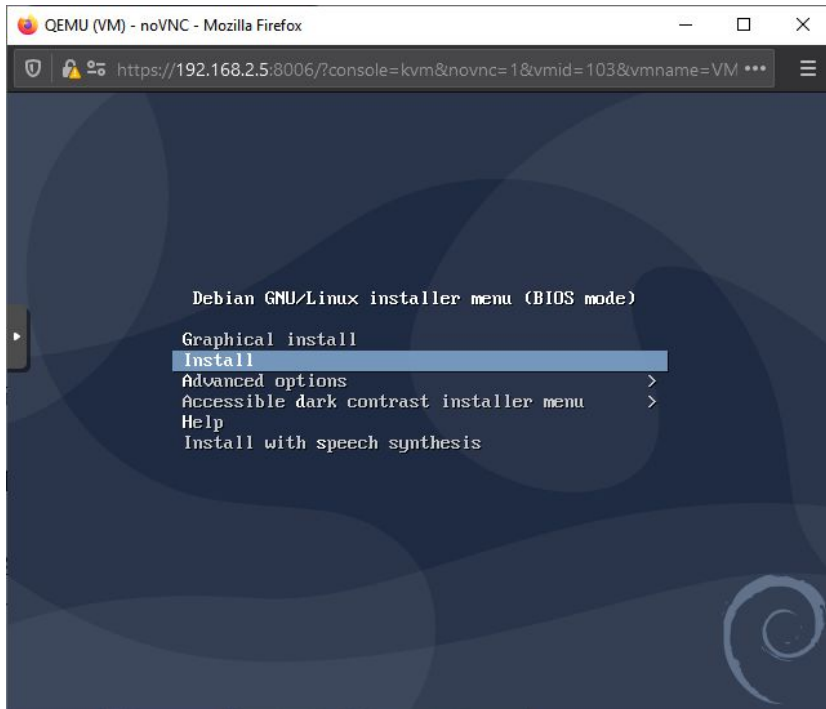 QEMU (VM) - noVNC - Mozilla Firefox
https://192.168.2.5:8006/?console=kvm&novnc=1&vmid=103&vmname=VM
Debian GNU/Linux installer menu (BIOS mode)
Graphical install
Install
Advanced options >
Accessible dark contrast installer menu >
Help
Install with speech synthesis